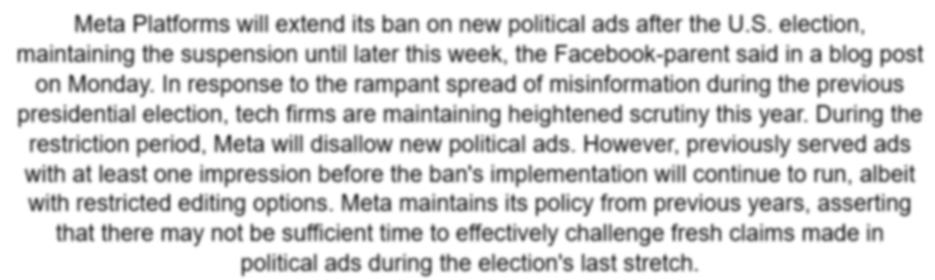 Meta Platforms will extend its ban on new political ads after the U.S. election,
maintaining the suspension until later this week, the Facebook-parent said in a blog post
on Monday. In response to the rampant spread of misinformation during the previous
presidential election, tech firms are maintaining heightened scrutiny this year. During the
restriction period, Meta will disallow new political ads. However, previously served ads
with at least one impression before the ban's implementation will continue to run, albeit
with restricted editing options. Meta maintains its policy from previous years, asserting
that there may not be sufficient time to effectively challenge fresh claims made in
political ads during the election's last stretch.